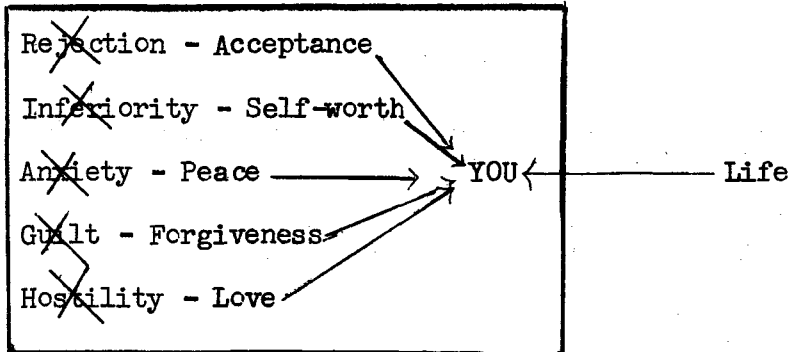 Rejection - Acceptance
Inferiority - Self-worth
Anxiety - Peace YOU Life
Guilt - Forgiveness
Hostility - Love